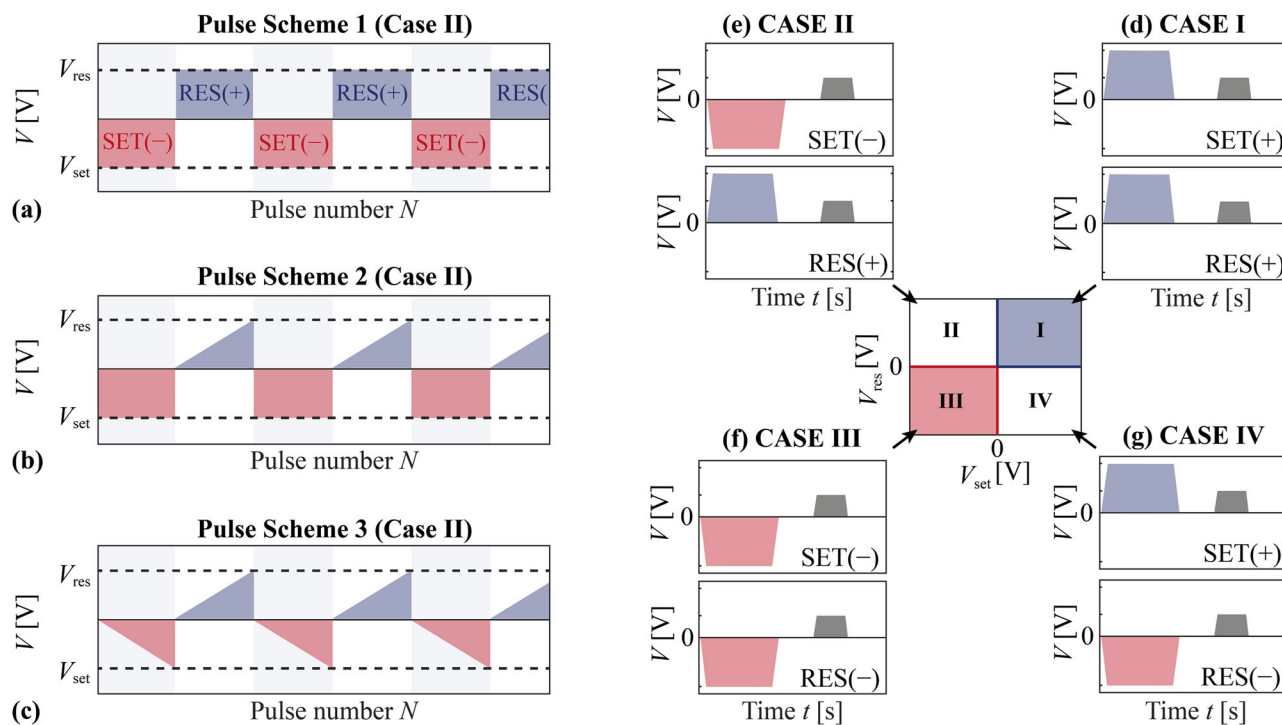 Pulse Scheme 1 (Case II)
V [V]
V_res
RES(+) RES(+) RES(
SET(−) SET(−) SET(−)
V_set
(a)
Pulse number N
Pulse Scheme 2 (Case II)
V [V]
V_res
V_set
(b)
Pulse number N
Pulse Scheme 3 (Case II)
V [V]
V_res
V_set
(c)
Pulse number N
(e) CASE II
V [V]
0
SET(−)
V [V]
0
RES(+)
Time t [s]
(d) CASE I
V [V]
0
SET(+)
V [V]
0
RES(+)
Time t [s]
II I
V_res [V]
0
III IV
0
V_set [V]
(f) CASE III
V [V]
0
SET(−)
V [V]
0
RES(−)
Time t [s]
(g) CASE IV
V [V]
0
SET(+)
V [V]
0
RES(−)
Time t [s]